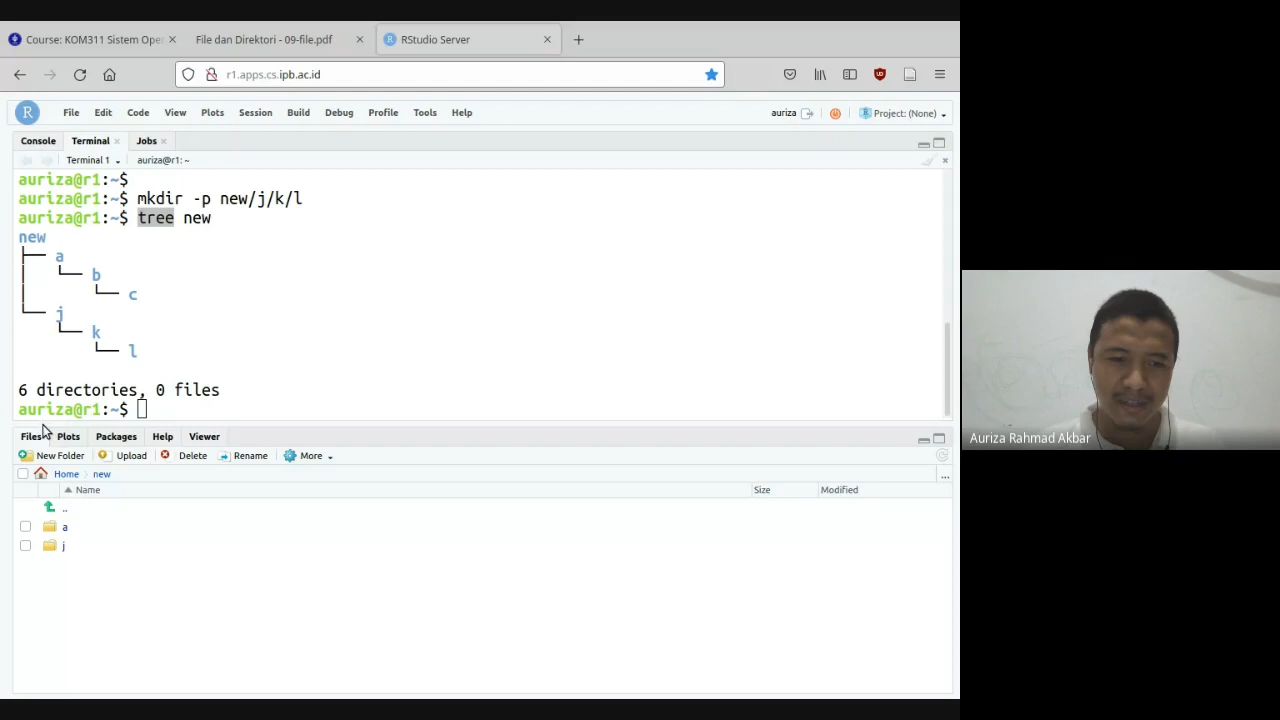 Course: KOM311 Sistem Oper
File dan Direktori - 09-file.pdf
RStudio Server
r1.apps.cs.ipb.ac.id
File Edit Code View Plots Session Build Debug Profile Tools Help
auriza
Project: (None)
Console Terminal Jobs
Terminal 1 auriza@r1: ~
auriza@r1:~$
auriza@r1:~$ mkdir -p new/j/k/l
auriza@r1:~$ tree new
new
├── a
│   └── b
│       └── c
└── j
    └── k
        └── l
6 directories, 0 files
auriza@r1:~$
Files Plots Packages Help Viewer
New Folder Upload Delete Rename More
Home new
...
Name Size Modified
..
a
j
Auriza Rahmad Akbar